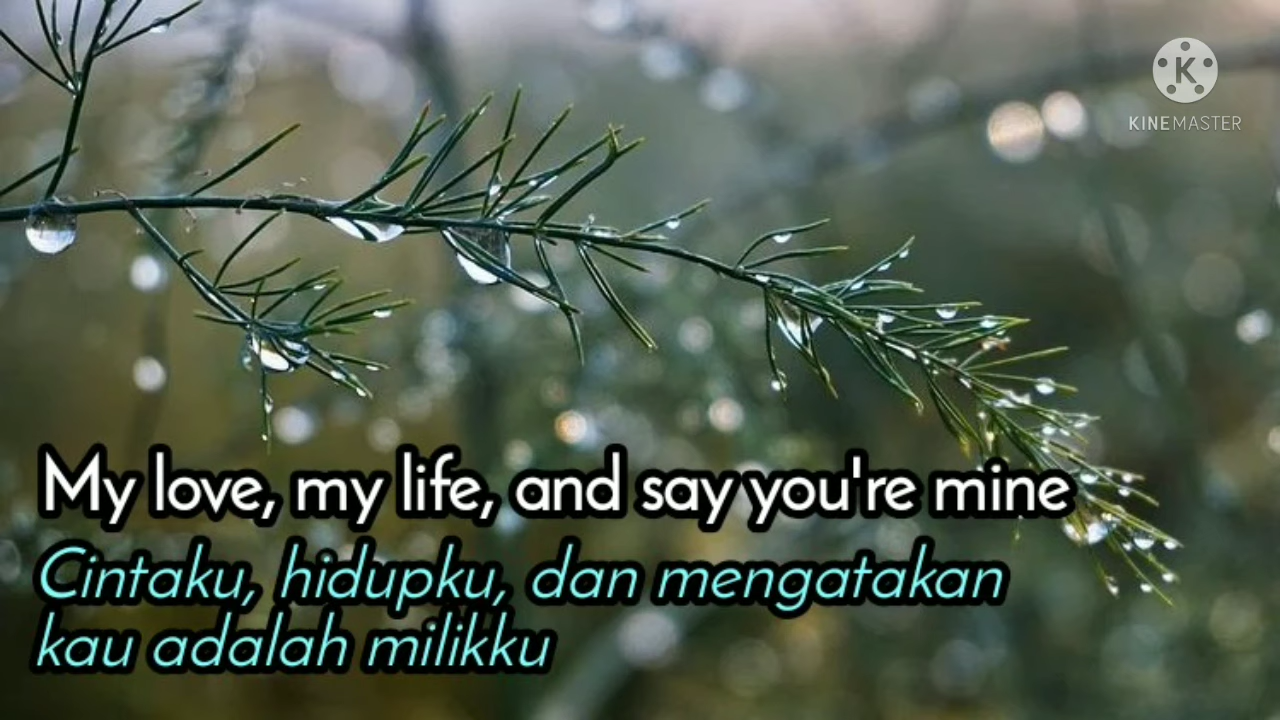 K
KINEMASTER
My love, my life, and say you're mine
Cintaku, hidupku, dan mengatakan
kau adalah milikku